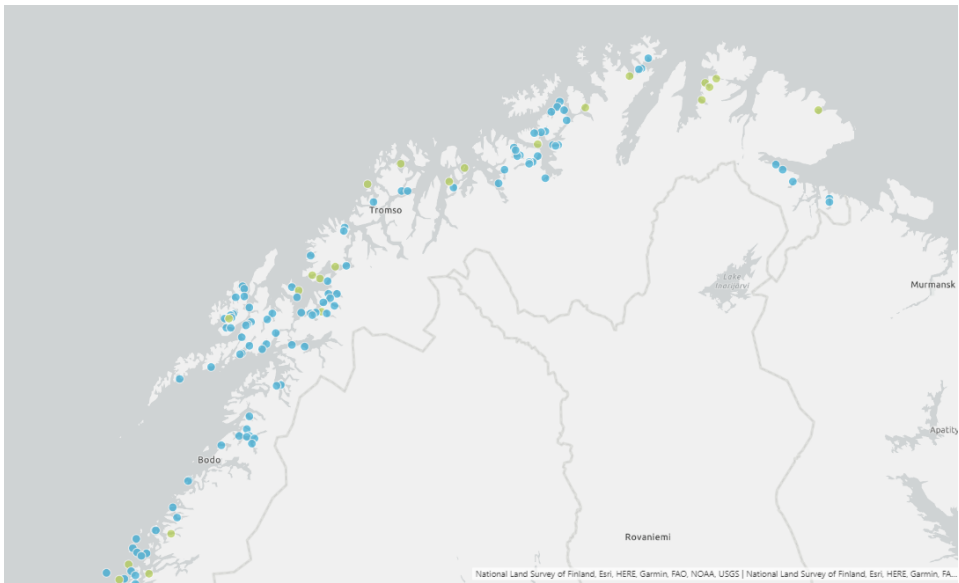 Tromso
Lake
Inarijärvi
Murmansk
Apatity
Bodo
Rovaniemi
National Land Survey of Finland, Esri, HERE, Garmin, FAO, NOAA, USGS | National Land Survey of Finland, Esri, HERE, Garmin, FA...